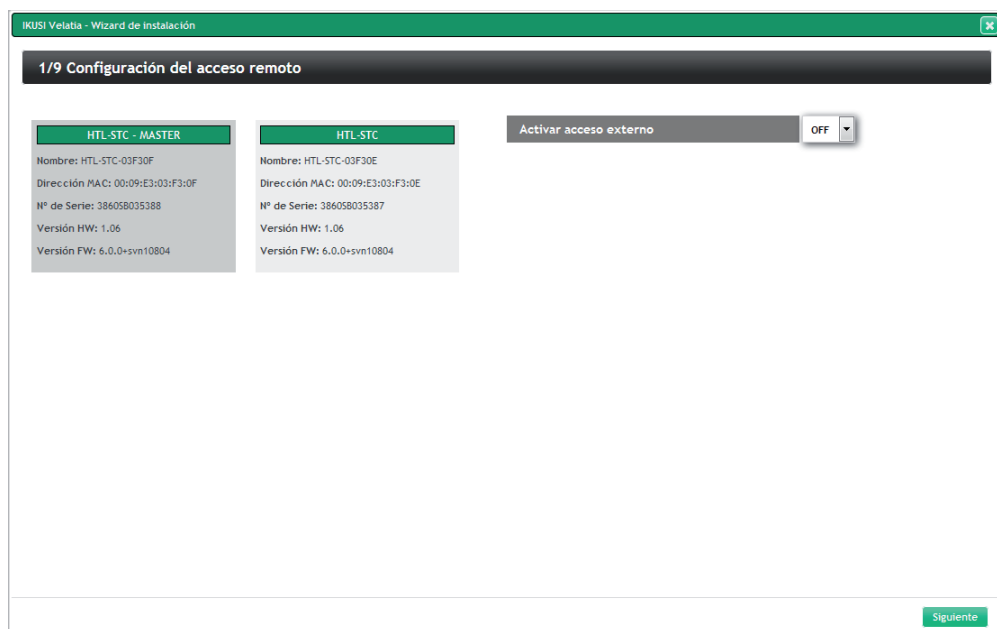 IKUSI Velatia - Wizard de instalación
1/9 Configuración del acceso remoto
HTL-STC - MASTER
Nombre: HTL-STC-03F30F
Dirección MAC: 00:09:E3:03:F3:0F
Nº de Serie: 38605B035388
Versión HW: 1.06
Versión FW: 6.0.0+svn10804
HTL-STC
Nombre: HTL-STC-03F30E
Dirección MAC: 00:09:E3:03:F3:0E
Nº de Serie: 38605B035387
Versión HW: 1.06
Versión FW: 6.0.0+svn10804
Activar acceso externo OFF
Siguiente